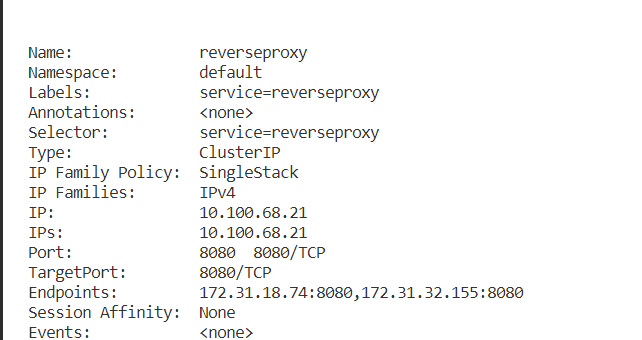 Name: reverseproxy
Namespace: default
Labels: service=reverseproxy
Annotations: <none>
Selector: service=reverseproxy
Type: ClusterIP
IP Family Policy: SingleStack
IP Families: IPv4
IP: 10.100.68.21
IPs: 10.100.68.21
Port: 8080 8080/TCP
TargetPort: 8080/TCP
Endpoints: 172.31.18.74:8080,172.31.32.155:8080
Session Affinity: None
Events: <none>